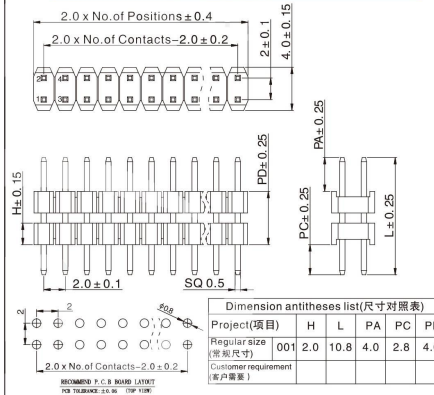 2.0 x No.of Positions±0.4
2.0 x No.of Contacts-2.0±0.2
2±0.1
4.0±0.15
2 4
1 3
H±0.15
PD±0.25
PA±0.25
PC±0.25
L±0.25
2.0±0.1
SQ 0.5
2
2
φ0.8
2.0 x No.of Contacts-2.0±0.2
RECOMMEND P.C.B BOARD LAYOUT
PCB TOLERANCE:±0.05 (TOP VIEW)
Dimension antitheses list(尺寸对照表)
Project(项目) H L PA PC
Regular size (常规尺寸) 001 2.0 10.8 4.0 2.8
Customer requirement
(客户需要)